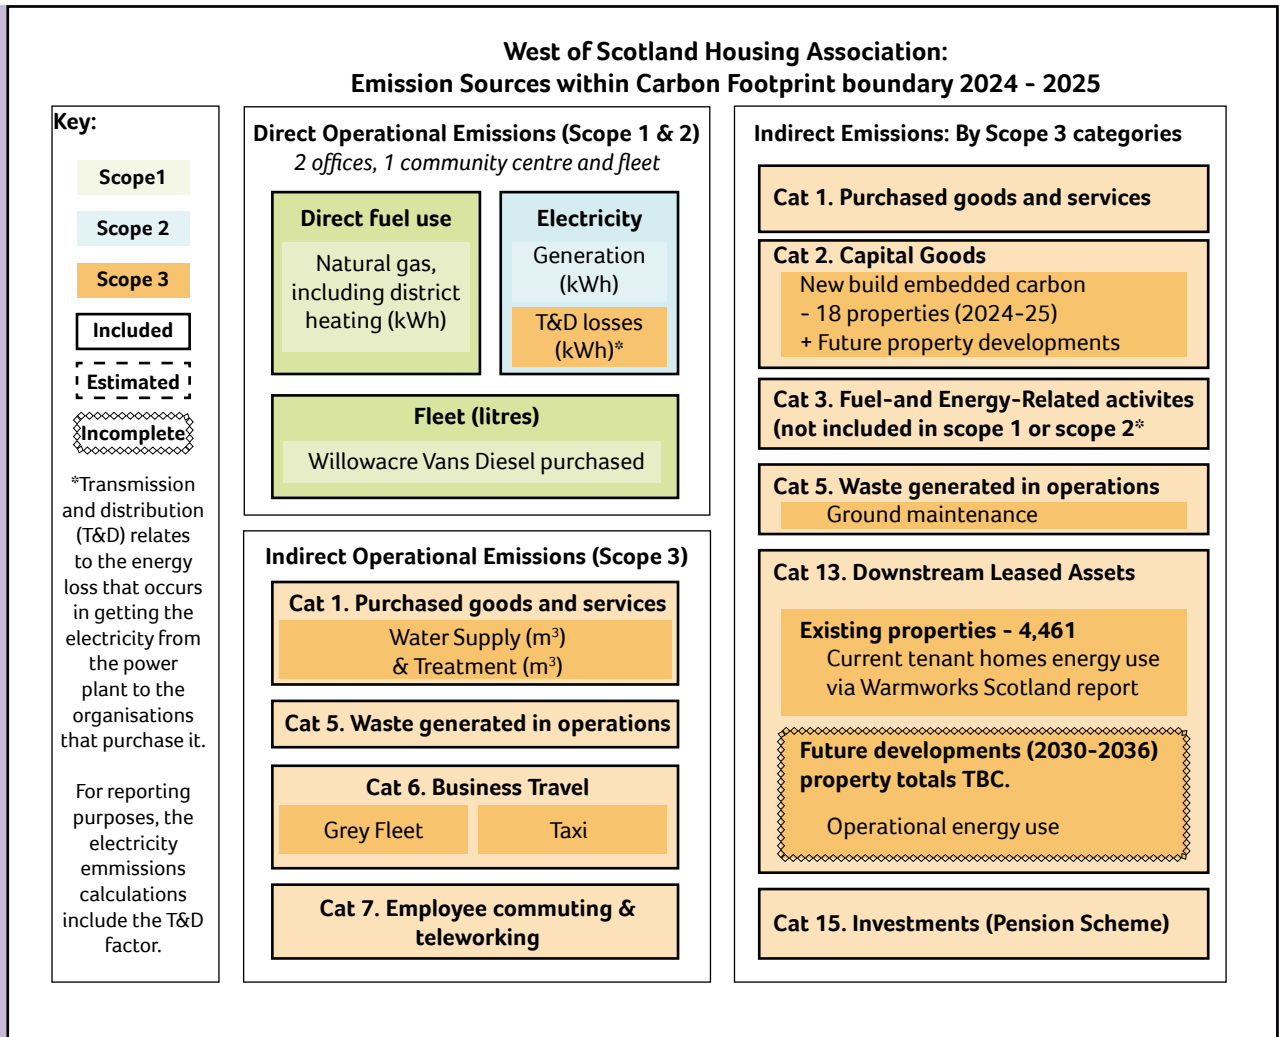 West of Scotland Housing Association:
Emission Sources within Carbon Footprint boundary 2024 - 2025
Key:
Scope1
Scope 2
Scope 3
Included
Estimated
Incomplete
*Transmission
and distribution
(T&D) relates
to the energy
loss that occurs
in getting the
electricity from
the power
plant to the
organisations
that purchase it.
For reporting
purposes, the
electricity
emmissions
calculations
include the T&D
factor.
Direct Operational Emissions (Scope 1 & 2)
2 offices, 1 community centre and fleet
Direct fuel use
Natural gas,
including district
heating (kWh)
Electricity
Generation
(kWh)
T&D losses
(kWh)*
Fleet (litres)
Willowacre Vans Diesel purchased
Indirect Operational Emissions (Scope 3)
Cat 1. Purchased goods and services
Water Supply (m³)
& Treatment (m³)
Cat 5. Waste generated in operations
Cat 6. Business Travel
Grey Fleet
Taxi
Cat 7. Employee commuting &
teleworking
Indirect Emissions: By Scope 3 categories
Cat 1. Purchased goods and services
Cat 2. Capital Goods
New build embedded carbon
- 18 properties (2024-25)
+ Future property developments
Cat 3. Fuel-and Energy-Related activites
(not included in scope 1 or scope 2*
Cat 5. Waste generated in operations
Ground maintenance
Cat 13. Downstream Leased Assets
Existing properties - 4,461
Current tenant homes energy use
via Warmworks Scotland report
Future developments (2030-2036)
property totals TBC.
Operational energy use
Cat 15. Investments (Pension Scheme)